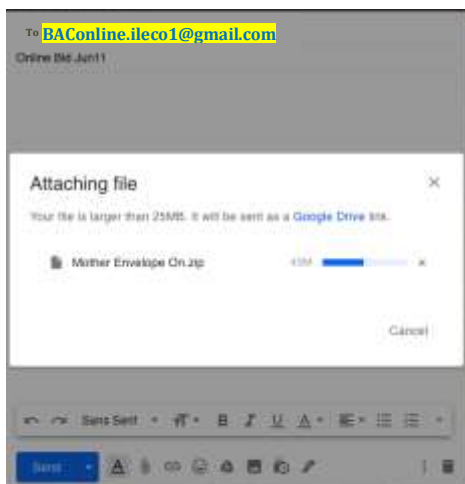 To BAConline.ileco1@gmail.com
Online Bid Jun11
Attaching file
Your file is larger than 25MB. It will be sent as a Google Drive link.
Mother Envelope On.zip
Cancel
Sans Serif
B I U A
Send A